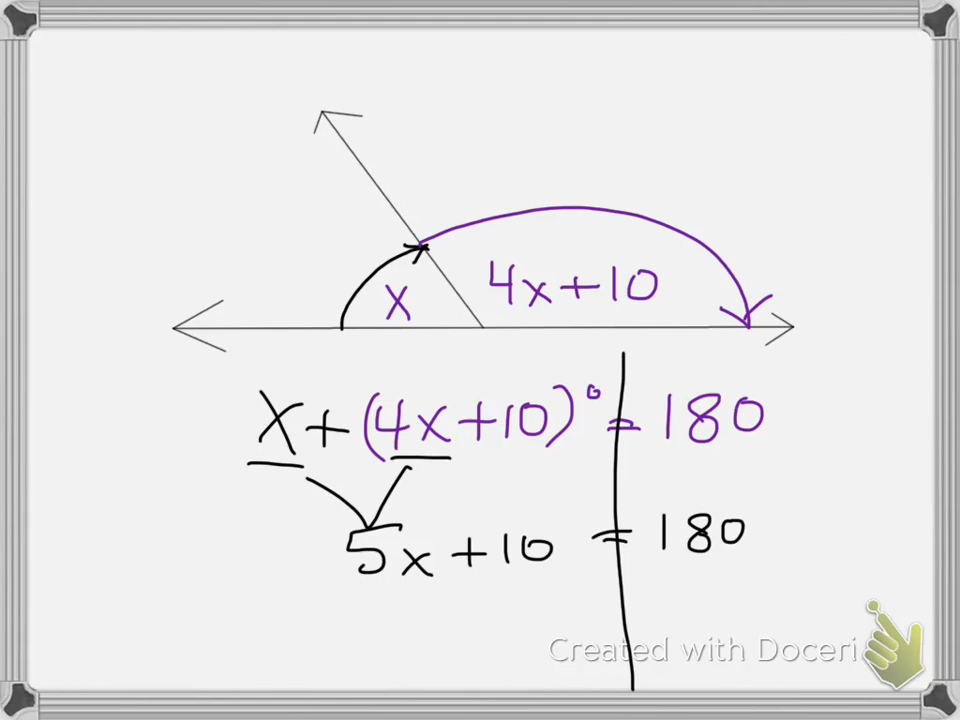 x
4x+10
x+(4x+10)°=180
5x+10=180
Created with Doceri